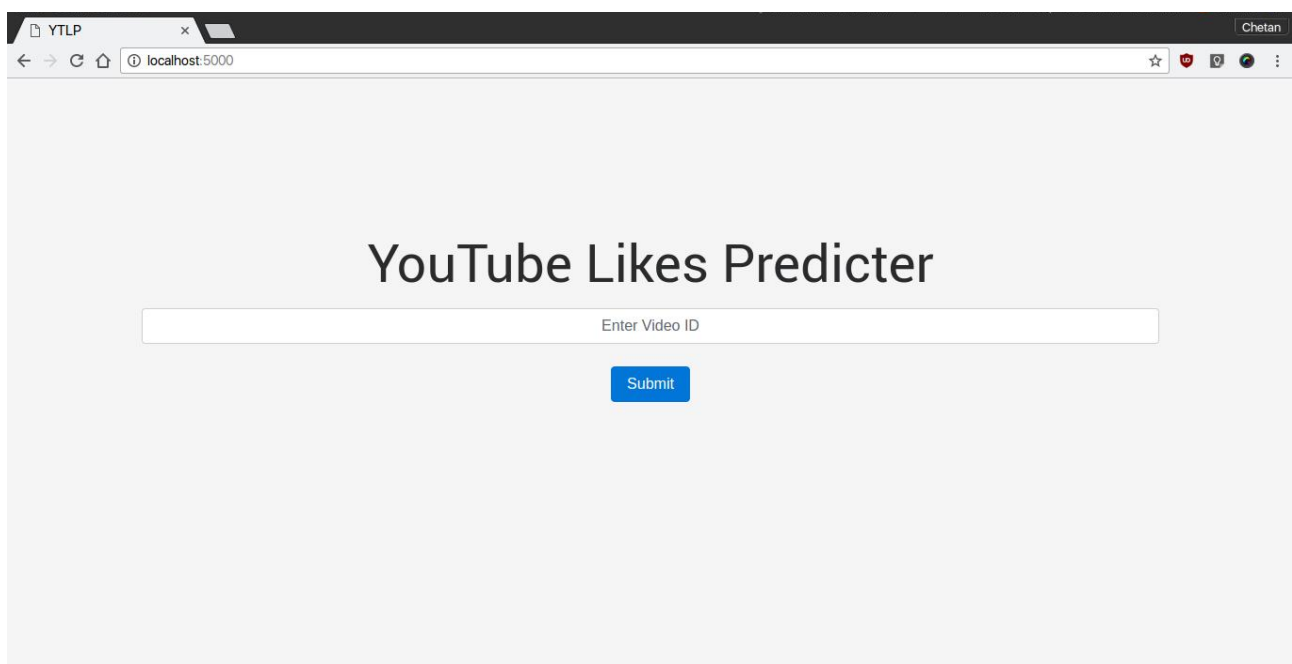 YTLP
Chetan
localhost:5000
YouTube Likes Predicter
Enter Video ID
Submit